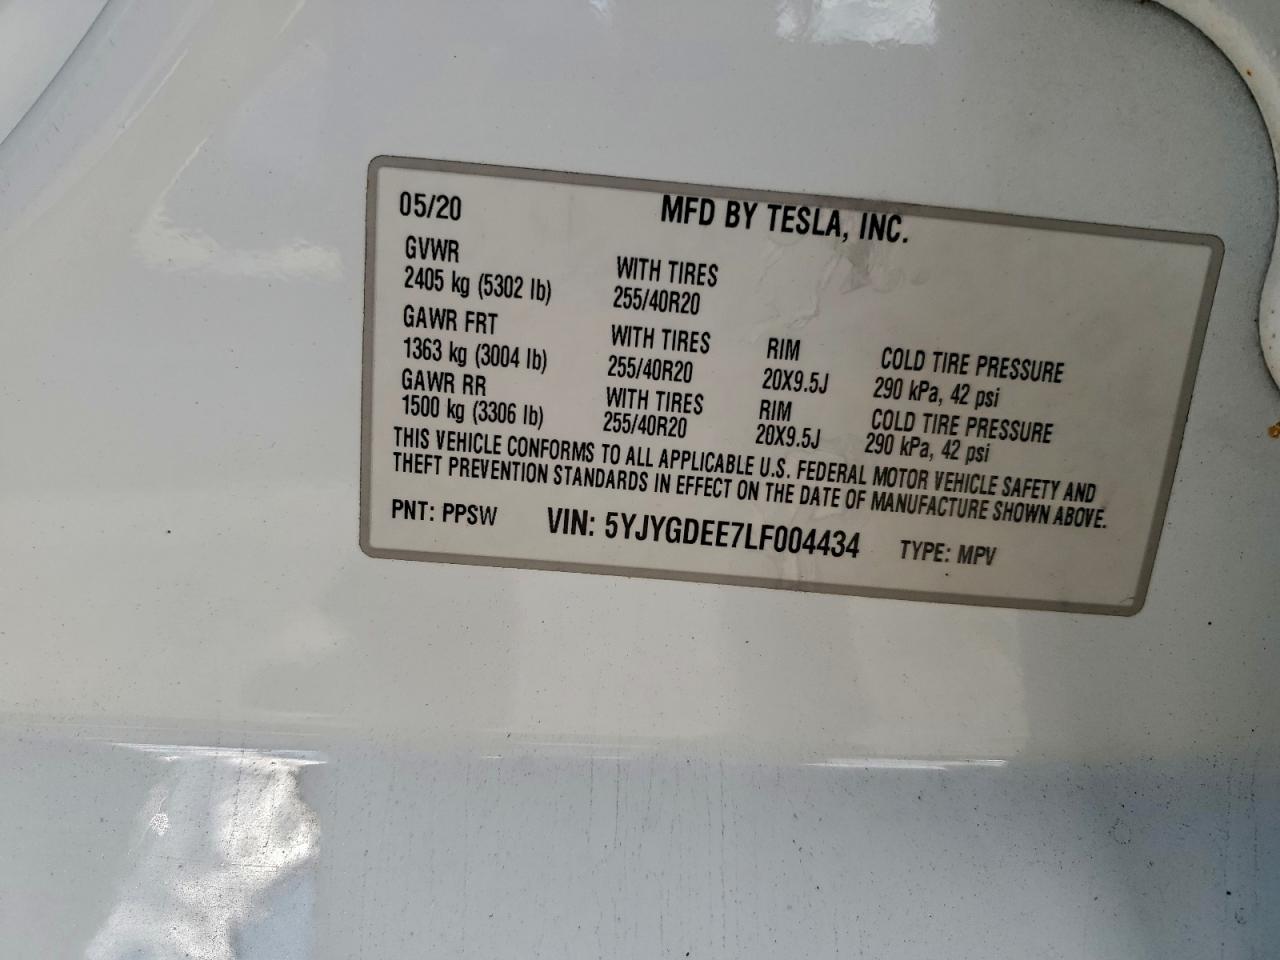 05/20 MFD BY TESLA, INC.
GVWR WITH TIRES
2405 kg (5302 lb) 255/40R20
GAWR FRT WITH TIRES RIM COLD TIRE PRESSURE
1363 kg (3004 lb) 255/40R20 20X9.5J 290 kPa, 42 psi
GAWR RR WITH TIRES RIM COLD TIRE PRESSURE
1500 kg (3306 lb) 255/40R20 20X9.5J 290 kPa, 42 psi
THIS VEHICLE CONFORMS TO ALL APPLICABLE U.S. FEDERAL MOTOR VEHICLE SAFETY AND
THEFT PREVENTION STANDARDS IN EFFECT ON THE DATE OF MANUFACTURE SHOWN ABOVE.
PNT: PPSW VIN: 5YJYGDEE7LF004434 TYPE: MPV